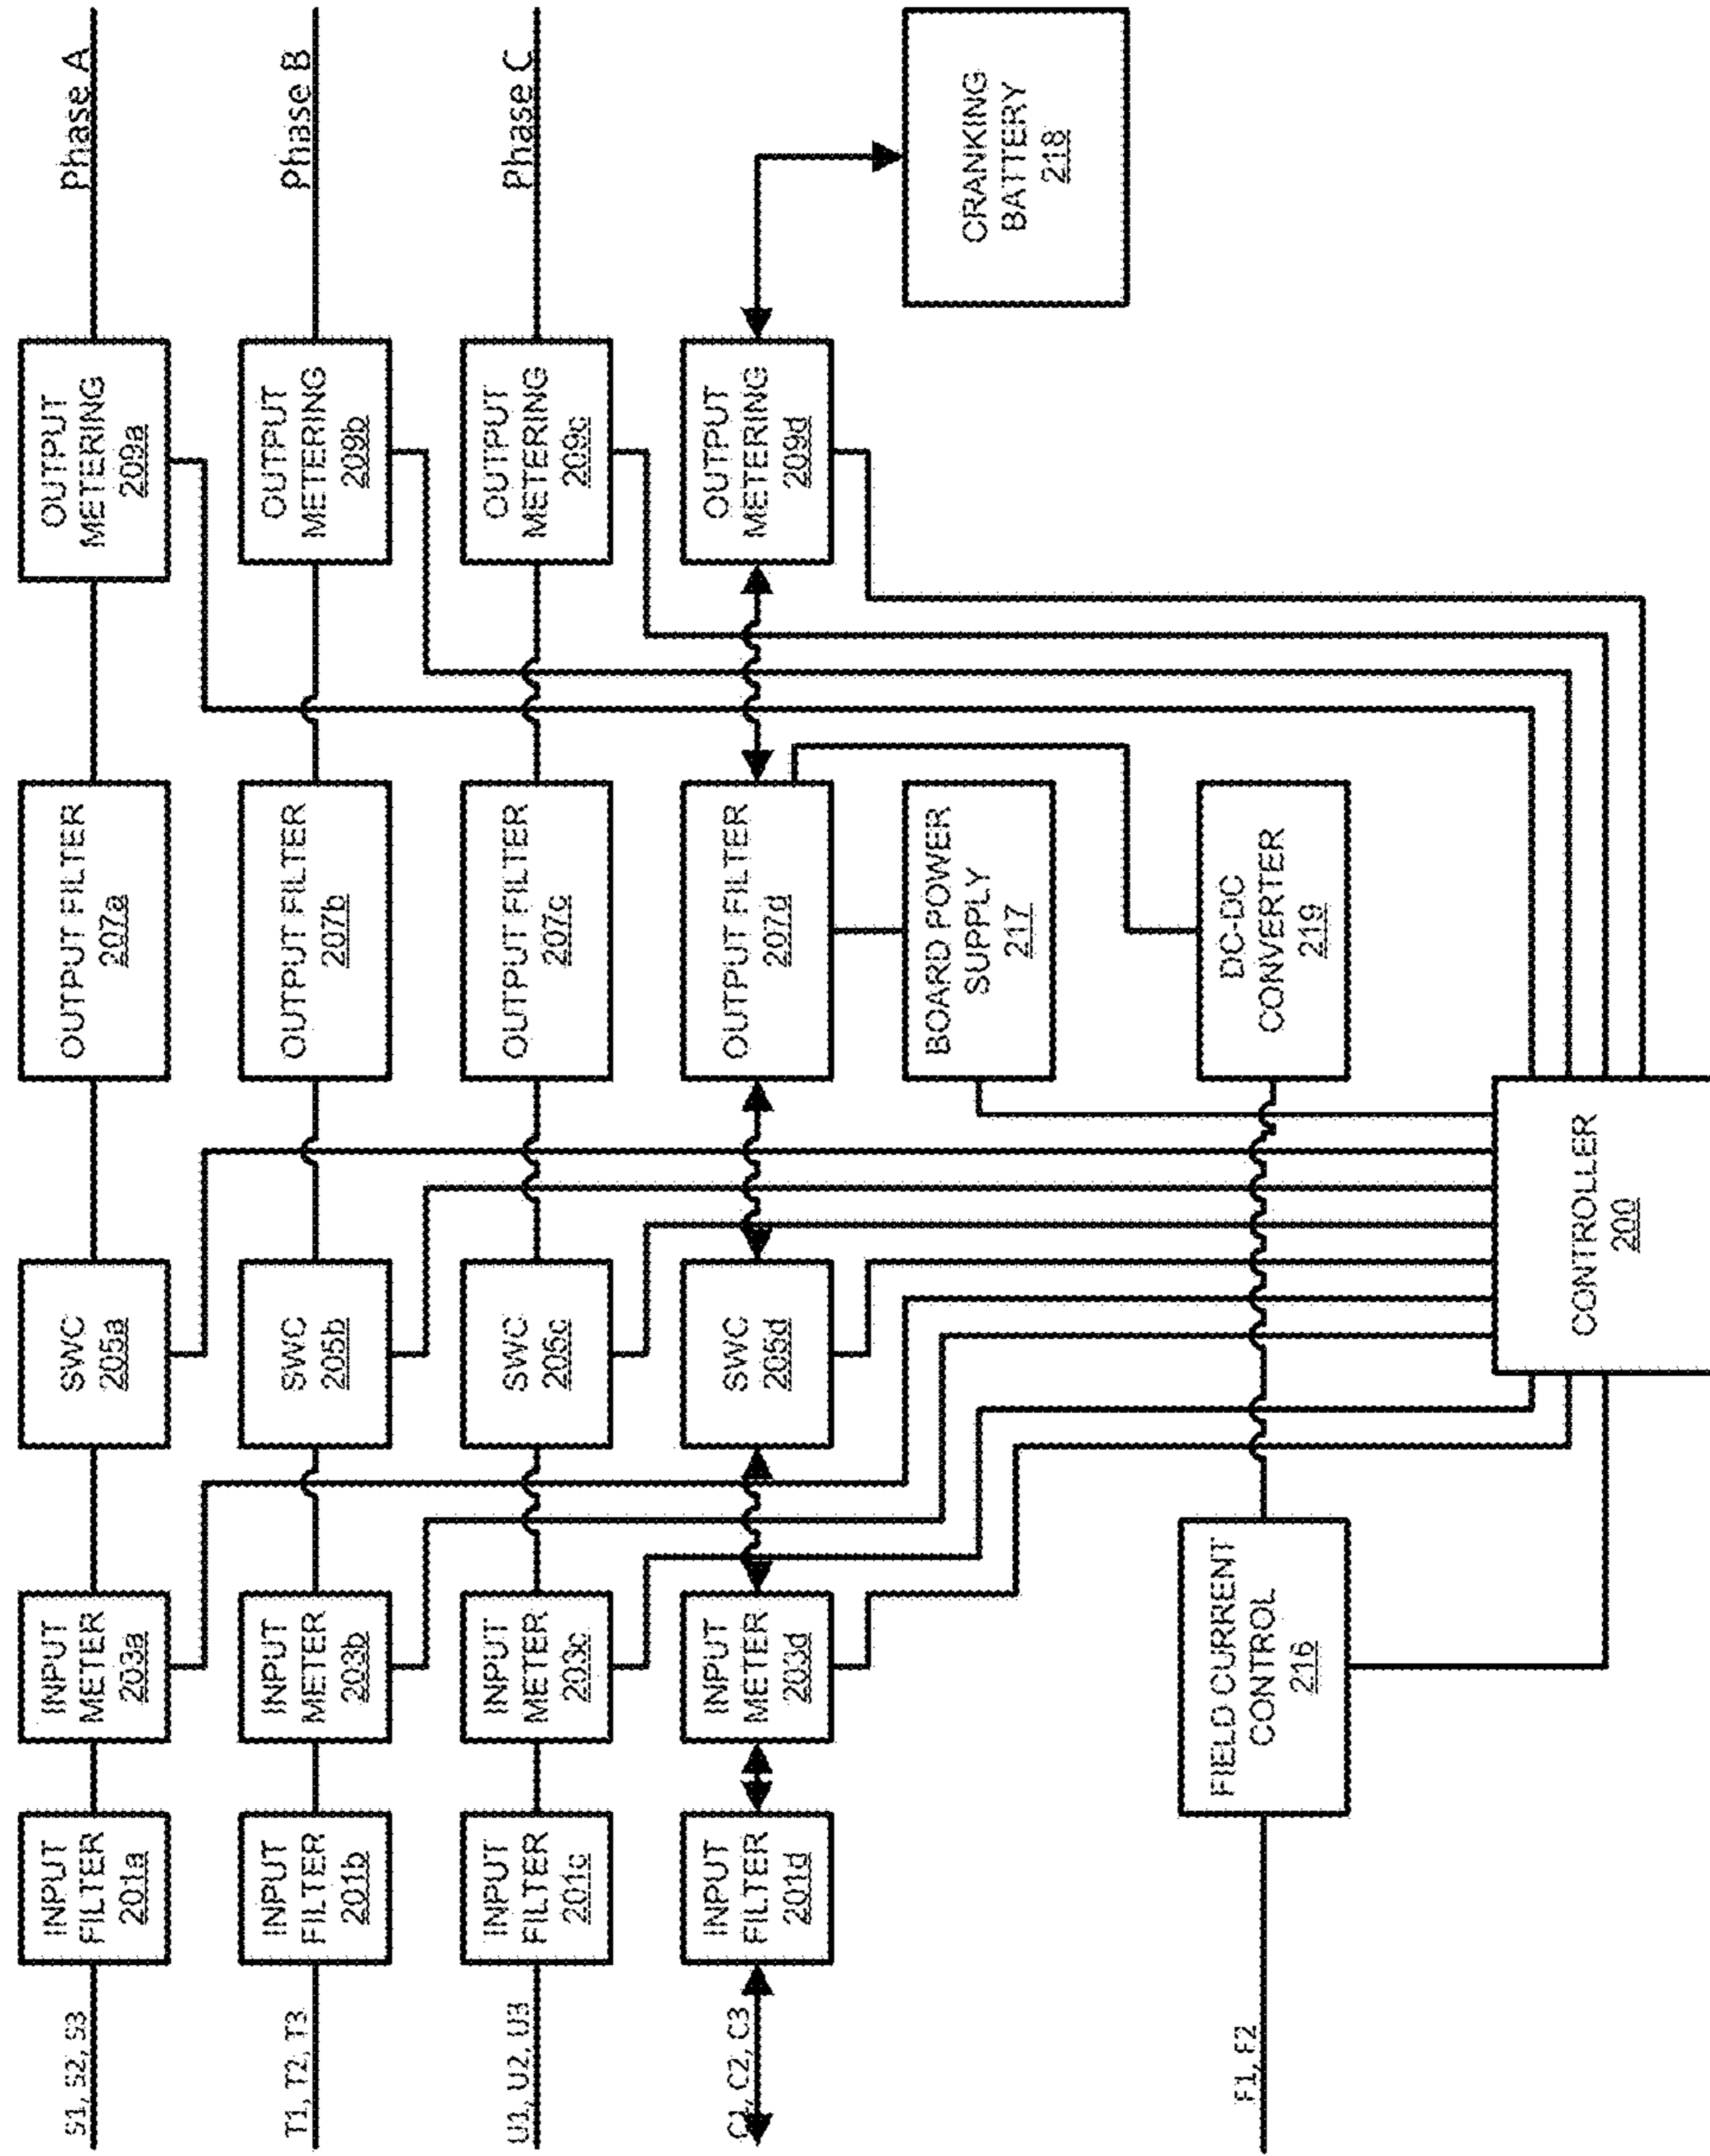 S1, S2, S3
INPUT
FILTER
201a
INPUT
METER
203a
SWC
205a
OUTPUT FILTER
207a
OUTPUT
METERING
209a
Phase A
T1, T2, T3
INPUT
FILTER
201b
INPUT
METER
203b
SWC
205b
OUTPUT FILTER
207b
OUTPUT
METERING
209b
Phase B
U1, U2, U3
INPUT
FILTER
201c
INPUT
METER
203c
SWC
205c
OUTPUT FILTER
207c
OUTPUT
METERING
209c
Phase C
C1, C2, C3
INPUT
FILTER
201d
INPUT
METER
203d
SWC
205d
OUTPUT FILTER
207d
OUTPUT
METERING
209d
BOARD POWER
SUPPLY
217
CRANKING
BATTERY
218
F1, F2
FIELD CURRENT
CONTROL
216
DC-DC
CONVERTER
219
CONTROLLER
200